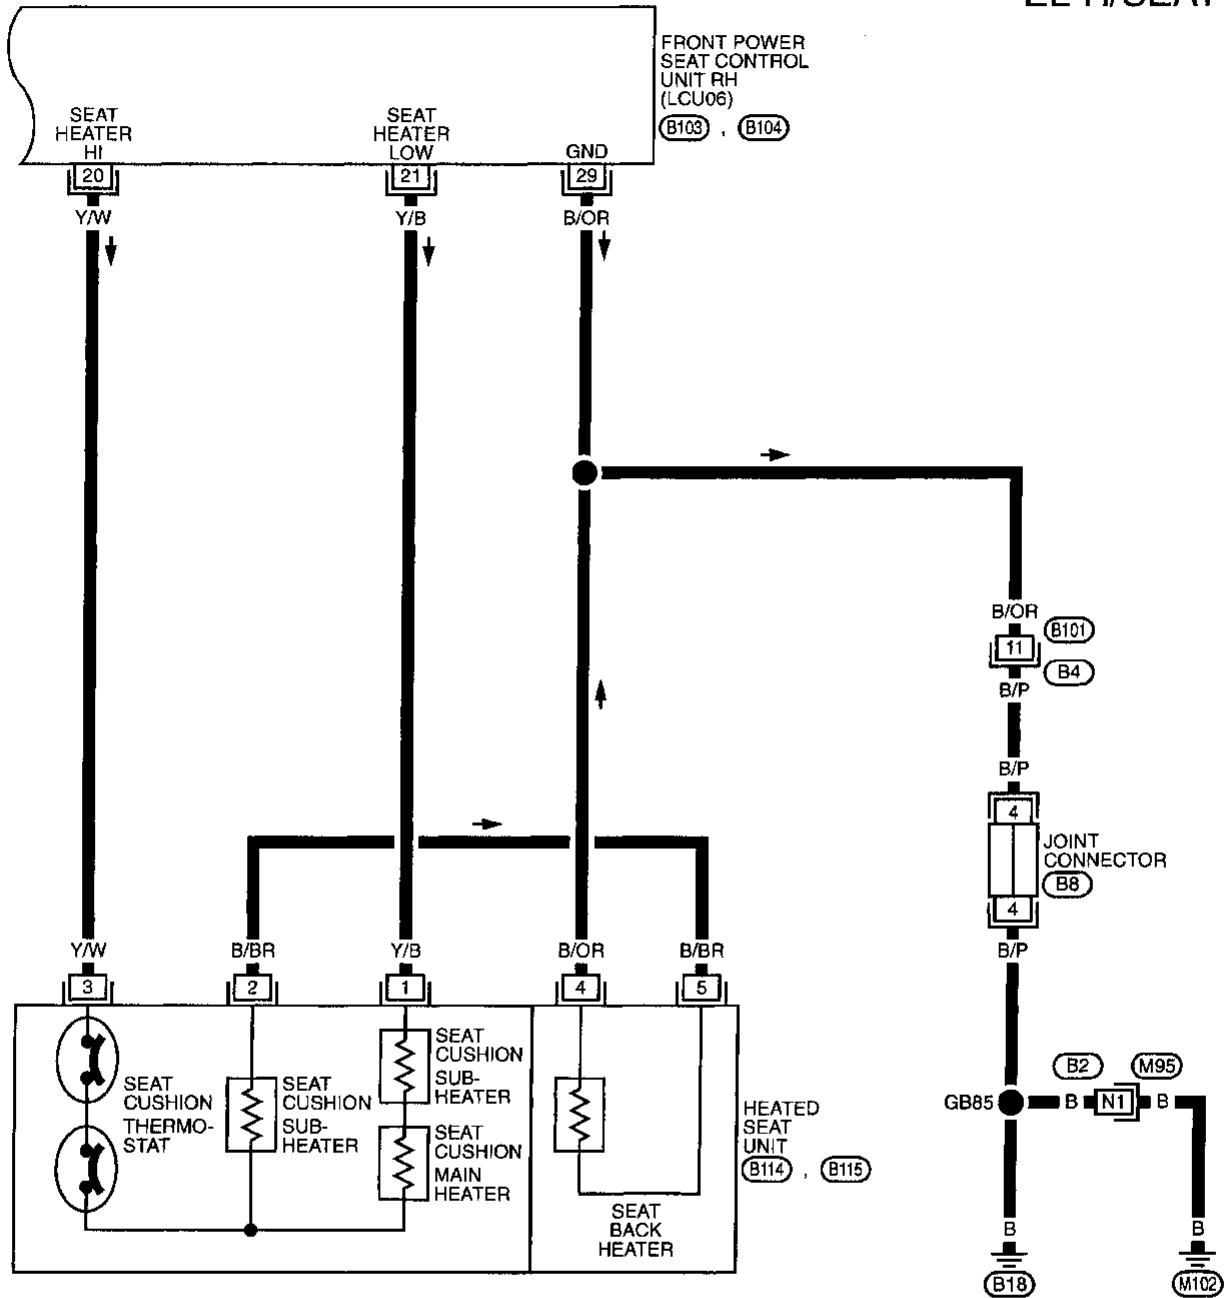 FRONT POWER
SEAT CONTROL
UNIT RH
(LCU06)
B103 , B104
SEAT
HEATER
HI
SEAT
HEATER
LOW
GND
20
21
29
Y/W
Y/B
B/OR
B/OR
11
B101
B4
B/P
B/P
4
JOINT
CONNECTOR
B8
4
B/P
Y/W
B/BR
Y/B
B/OR
B/BR
3
2
1
4
5
SEAT
CUSHION
THERMO-
STAT
SEAT
CUSHION
SUB-
HEATER
SEAT
CUSHION
SUB-
HEATER
SEAT
CUSHION
MAIN
HEATER
SEAT
BACK
HEATER
HEATED
SEAT
UNIT
B114 , B115
B2
M95
GB85
B
N1
B
B
B
B18
M102